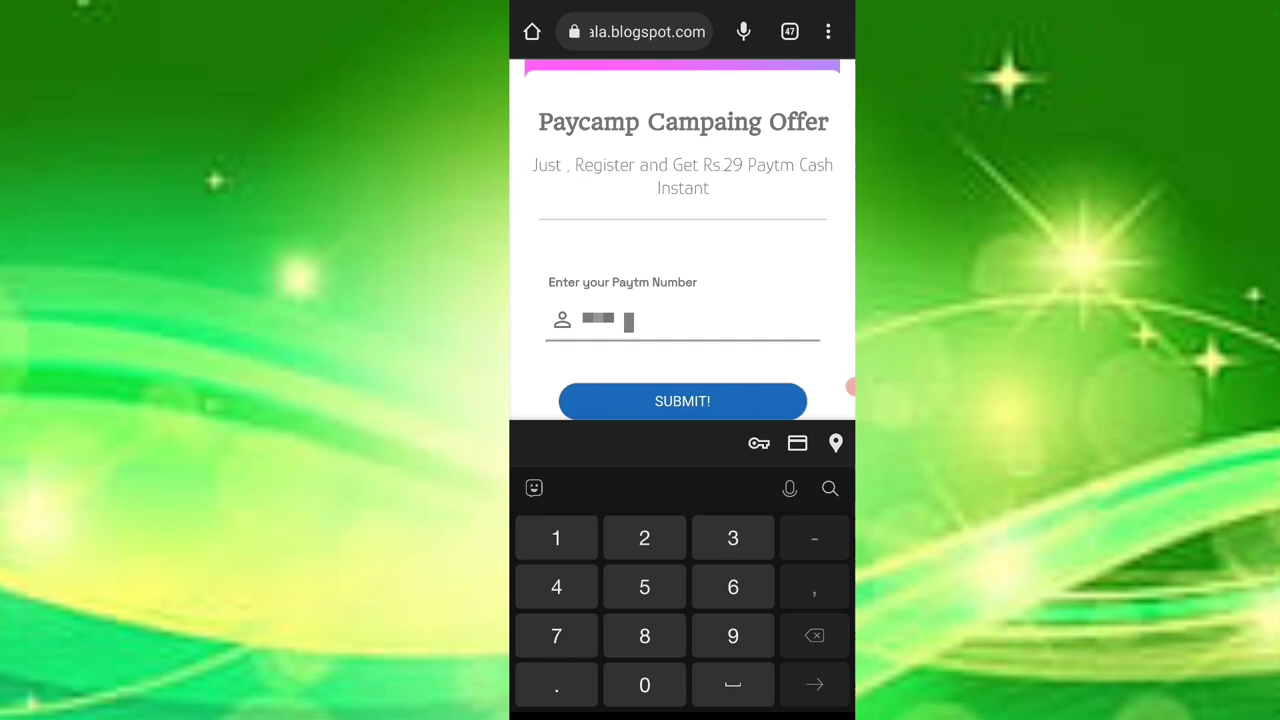 ala.blogspot.com
47
Paycamp Campaing Offer
Just , Register and Get Rs.29 Paytm Cash
Instant
Enter your Paytm Number
SUBMIT!
1 2 3 -
4 5 6 ,
7 8 9
. 0